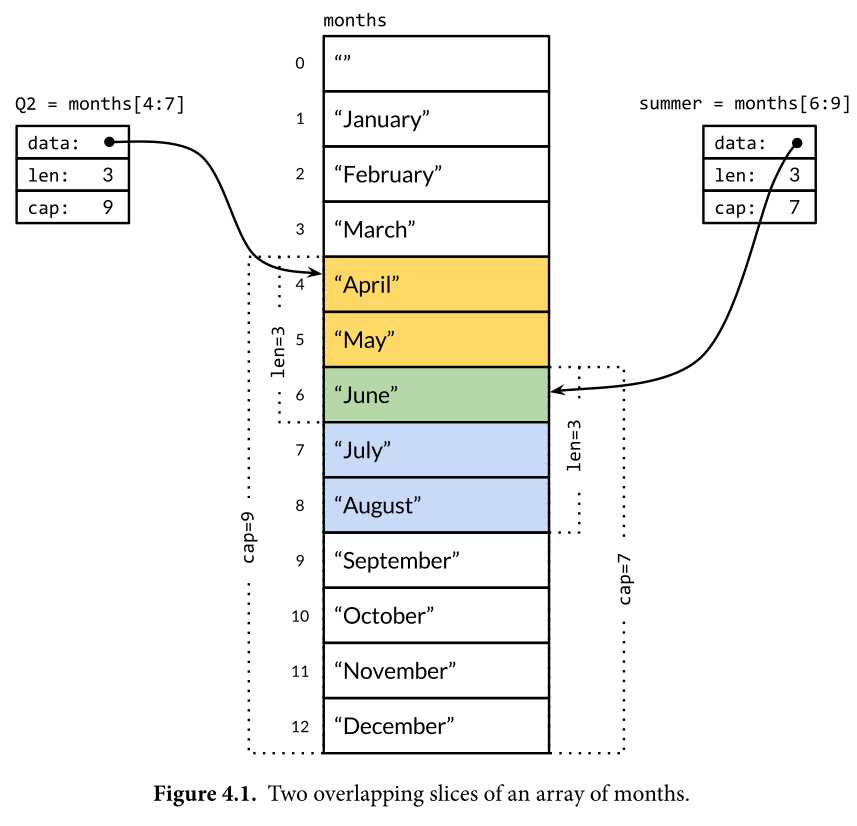 months
Q2 = months[4:7]
data:
len: 3
cap: 9
summer = months[6:9]
data:
len: 3
cap: 7
0 “”
1 “January”
2 “February”
3 “March”
4 “April”
5 “May”
6 “June”
7 “July”
8 “August”
9 “September”
10 “October”
11 “November”
12 “December”
len=3
cap=9
len=3
cap=7
Figure 4.1. Two overlapping slices of an array of months.